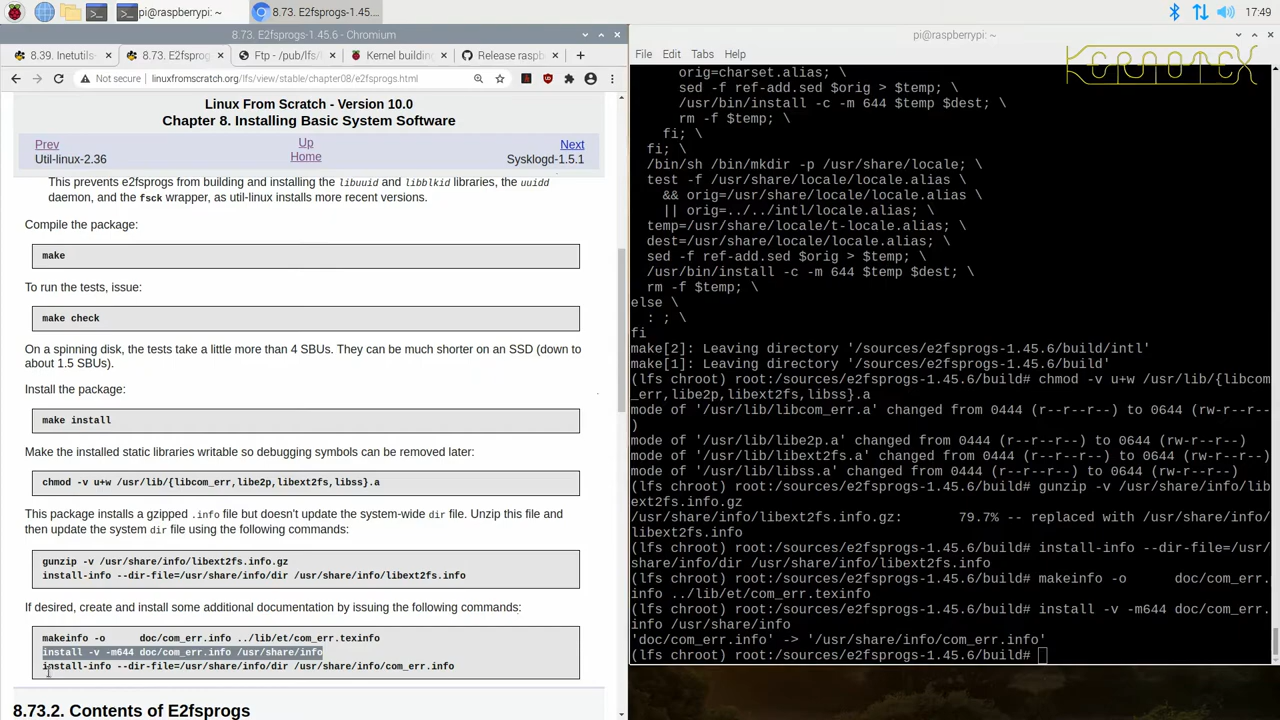 pi@raspberrypi: ~
8.73. E2fsprogs-1.45...
17:49
8.73. E2fsprogs-1.45.6 - Chromium
pi@raspberrypi: ~
8.39. Inetutils-
8.73. E2fsprog
Ftp - /pub/lfs/l
Kernel building
Release raspb
Not secure | linuxfromscratch.org/lfs/view/stable/chapter08/e2fsprogs.html
File Edit Tabs Help
KERNOTEX
Linux From Scratch - Version 10.0
Chapter 8. Installing Basic System Software
Prev
Up
Next
Util-linux-2.36
Home
Sysklogd-1.5.1
This prevents e2fsprogs from building and installing the libuuid and libblkid libraries, the uuidd
daemon, and the fsck wrapper, as util-linux installs more recent versions.
Compile the package:
make
To run the tests, issue:
make check
On a spinning disk, the tests take a little more than 4 SBUs. They can be much shorter on an SSD (down to
about 1.5 SBUs).
Install the package:
make install
Make the installed static libraries writable so debugging symbols can be removed later:
chmod -v u+w /usr/lib/{libcom_err,libe2p,libext2fs,libss}.a
This package installs a gzipped .info file but doesn't update the system-wide dir file. Unzip this file and
then update the system dir file using the following commands:
gunzip -v /usr/share/info/libext2fs.info.gz
install-info --dir-file=/usr/share/info/dir /usr/share/info/libext2fs.info
If desired, create and install some additional documentation by issuing the following commands:
makeinfo -o      doc/com_err.info ../lib/et/com_err.texinfo
install -v -m644 doc/com_err.info /usr/share/info
install-info --dir-file=/usr/share/info/dir /usr/share/info/com_err.info
8.73.2. Contents of E2fsprogs
orig=charset.alias; \
sed -f ref-add.sed $orig > $temp; \
/usr/bin/install -c -m 644 $temp $dest; \
rm -f $temp; \
fi; \
fi; \
/bin/sh /bin/mkdir -p /usr/share/locale; \
test -f /usr/share/locale/locale.alias \
&& orig=/usr/share/locale/locale.alias \
|| orig=../../intl/locale.alias; \
temp=/usr/share/locale/t-locale.alias; \
dest=/usr/share/locale/locale.alias; \
sed -f ref-add.sed $orig > $temp; \
/usr/bin/install -c -m 644 $temp $dest; \
rm -f $temp; \
else \
: ; \
fi
make[2]: Leaving directory '/sources/e2fsprogs-1.45.6/build/intl'
make[1]: Leaving directory '/sources/e2fsprogs-1.45.6/build'
(lfs chroot) root:/sources/e2fsprogs-1.45.6/build# chmod -v u+w /usr/lib/{libcom
_err,libe2p,libext2fs,libss}.a
mode of '/usr/lib/libcom_err.a' changed from 0444 (r--r--r--) to 0644 (rw-r--r--
)
mode of '/usr/lib/libe2p.a' changed from 0444 (r--r--r--) to 0644 (rw-r--r--)
mode of '/usr/lib/libext2fs.a' changed from 0444 (r--r--r--) to 0644 (rw-r--r--)
mode of '/usr/lib/libss.a' changed from 0444 (r--r--r--) to 0644 (rw-r--r--)
(lfs chroot) root:/sources/e2fsprogs-1.45.6/build# gunzip -v /usr/share/info/lib
ext2fs.info.gz
/usr/share/info/libext2fs.info.gz:      79.7% -- replaced with /usr/share/info/
libext2fs.info
(lfs chroot) root:/sources/e2fsprogs-1.45.6/build# install-info --dir-file=/usr/
share/info/dir /usr/share/info/libext2fs.info
(lfs chroot) root:/sources/e2fsprogs-1.45.6/build# makeinfo -o      doc/com_err.
info ../lib/et/com_err.texinfo
(lfs chroot) root:/sources/e2fsprogs-1.45.6/build# install -v -m644 doc/com_err.
info /usr/share/info
'doc/com_err.info' -> '/usr/share/info/com_err.info'
(lfs chroot) root:/sources/e2fsprogs-1.45.6/build#